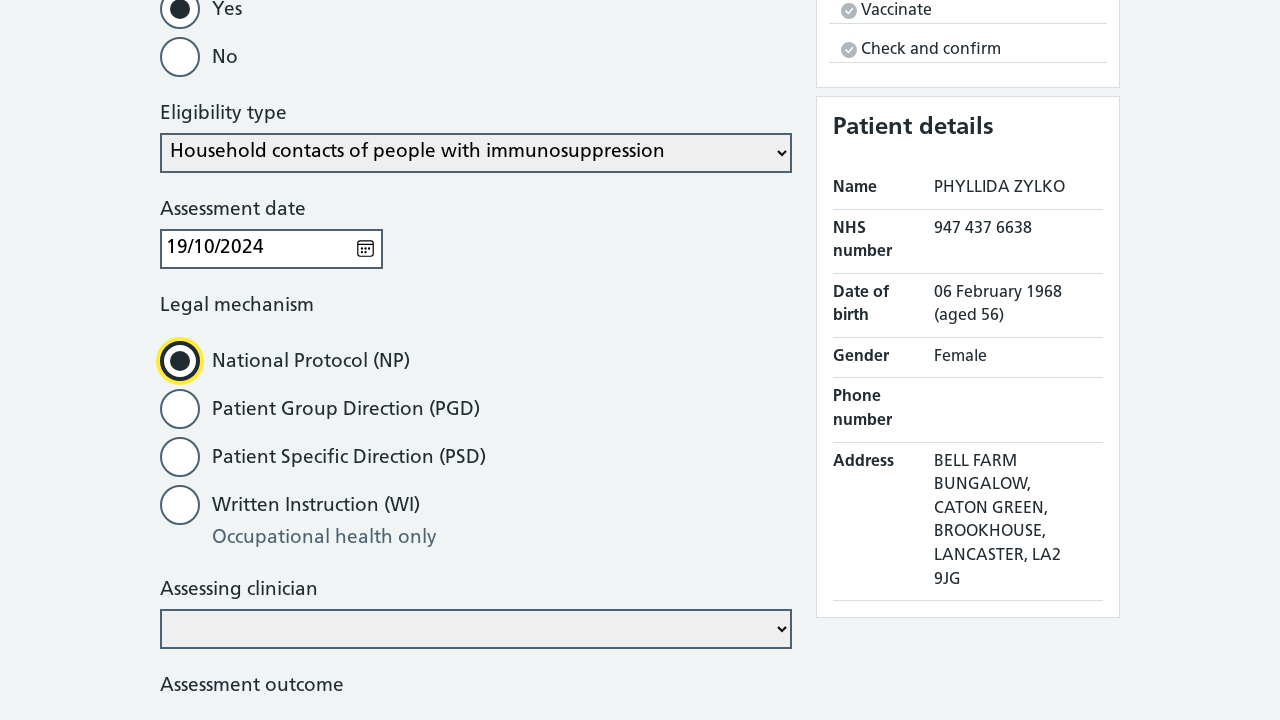 Yes
No
Eligibility type
Household contacts of people with immunosuppression
Assessment date
19/10/2024
Legal mechanism
National Protocol (NP)
Patient Group Direction (PGD)
Patient Specific Direction (PSD)
Written Instruction (WI)
Occupational health only
Assessing clinician
Assessment outcome
Vaccinate
Check and confirm
Patient details
Name PHYLLIDA ZYLKO
NHS number 947 437 6638
Date of birth 06 February 1968
(aged 56)
Gender Female
Phone number
Address BELL FARM
BUNGALOW,
CATON GREEN,
BROOKHOUSE,
LANCASTER, LA2
9JG